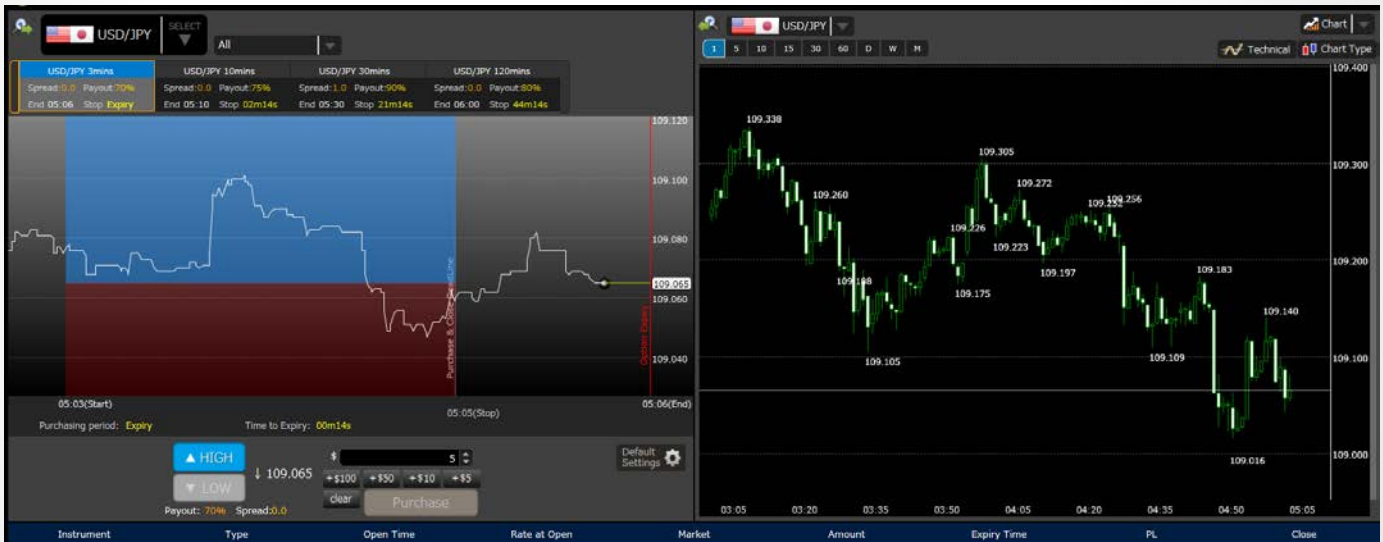 USD/JPY SELECT
All
USD/JPY 3mins USD/JPY 10mins USD/JPY 30mins USD/JPY 120mins
Spread:0.0 Payout:70% Spread:0.0 Payout:75% Spread:1.0 Payout:90% Spread:0.0 Payout:80%
End 05:06 Stop Expiry End 05:10 Stop 02m14s End 05:30 Stop 21m14s End 06:00 Stop 44m14s
109.120
109.100
109.080
109.065
109.060
109.040
Purchase & Close DeadLine
Option Expiry
05:03(Start) 05:05(Stop) 05:06(End)
Purchasing period: Expiry Time to Expiry: 00m14s
HIGH
LOW
↓ 109.065
$ 5
+$100 +$50 +$10 +$5
clear Purchase
Payout: 70% Spread:0.0
Default
Settings
USD/JPY Chart
1 5 10 15 30 60 D W M Technical Chart Type
109.400
109.338
109.305
109.300
109.272
109.260
109.256
109.226
109.223
109.200
109.197
109.183
109.175
109.140
109.105
109.109
109.100
109.016
109.000
03:05 03:20 03:35 03:50 04:05 04:20 04:35 04:50 05:05
Instrument Type Open Time Rate at Open Market Amount Expiry Time PL Close